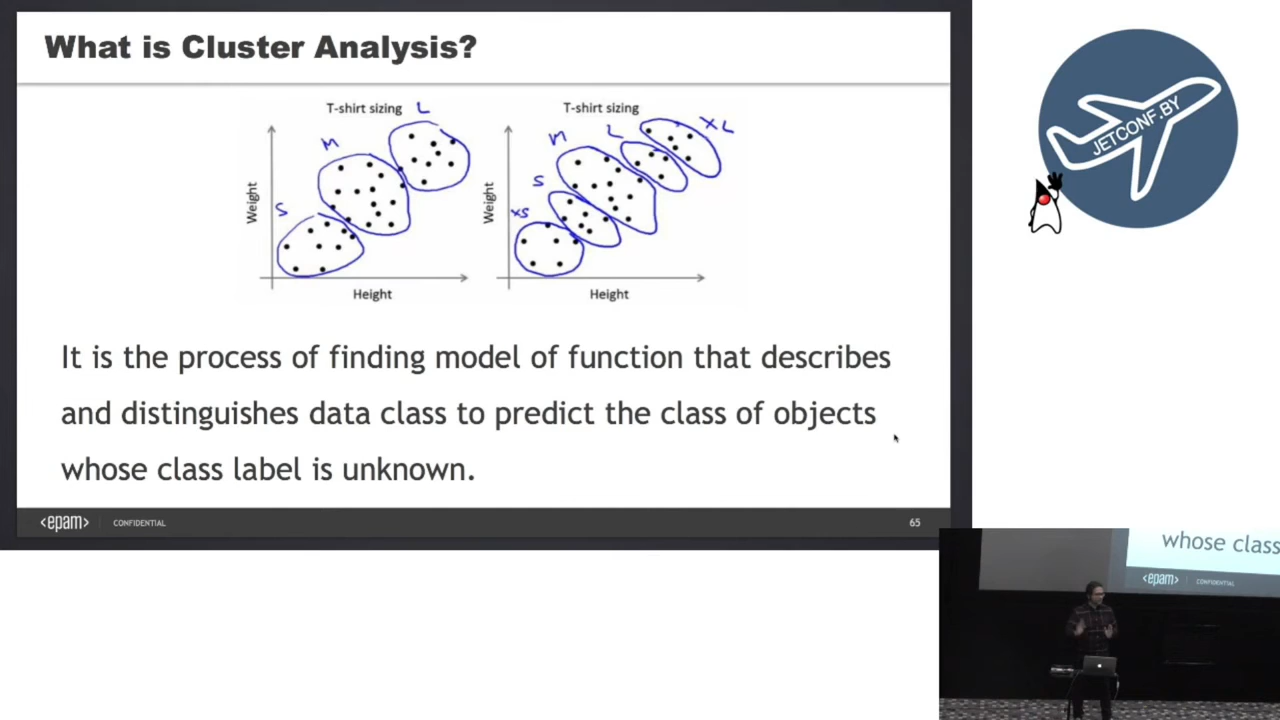 What is Cluster Analysis?
T-shirt sizing
L
M
S
Weight
Height
T-shirt sizing
XL
L
M
S
XS
Weight
Height
It is the process of finding model of function that describes
and distinguishes data class to predict the class of objects
whose class label is unknown.
<epam>
CONFIDENTIAL
65
JETCONF.BY
whose class
<epam>
CONFIDENTIAL